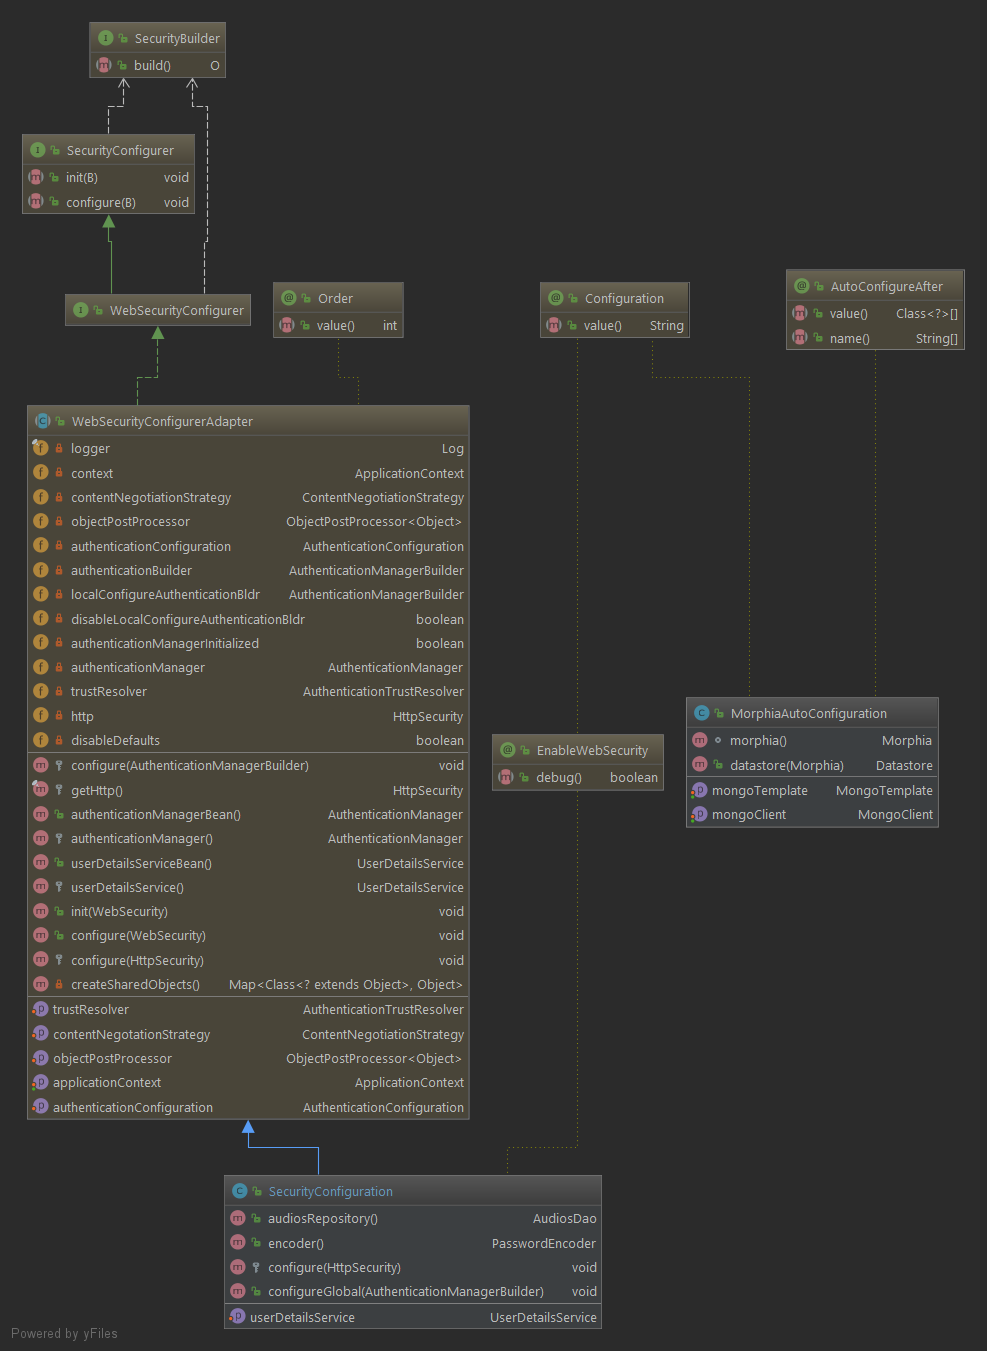 SecurityBuilder
build() O
SecurityConfigurer
init(B) void
configure(B) void
WebSecurityConfigurer
Order
value() int
Configuration
value() String
AutoConfigureAfter
value() Class<?>[]
name() String[]
WebSecurityConfigurerAdapter
logger Log
context ApplicationContext
contentNegotiationStrategy ContentNegotiationStrategy
objectPostProcessor ObjectPostProcessor<Object>
authenticationConfiguration AuthenticationConfiguration
authenticationBuilder AuthenticationManagerBuilder
localConfigureAuthenticationBldr AuthenticationManagerBuilder
disableLocalConfigureAuthenticationBldr boolean
authenticationManagerInitialized boolean
authenticationManager AuthenticationManager
trustResolver AuthenticationTrustResolver
http HttpSecurity
disableDefaults boolean
configure(AuthenticationManagerBuilder) void
getHttp() HttpSecurity
authenticationManagerBean() AuthenticationManager
authenticationManager() AuthenticationManager
userDetailsServiceBean() UserDetailsService
userDetailsService() UserDetailsService
init(WebSecurity) void
configure(WebSecurity) void
configure(HttpSecurity) void
createSharedObjects() Map<Class<? extends Object>, Object>
trustResolver AuthenticationTrustResolver
contentNegotationStrategy ContentNegotiationStrategy
objectPostProcessor ObjectPostProcessor<Object>
applicationContext ApplicationContext
authenticationConfiguration AuthenticationConfiguration
EnableWebSecurity
debug() boolean
MorphiaAutoConfiguration
morphia() Morphia
datastore(Morphia) Datastore
mongoTemplate MongoTemplate
mongoClient MongoClient
SecurityConfiguration
audiosRepository() AudiosDao
encoder() PasswordEncoder
configure(HttpSecurity) void
configureGlobal(AuthenticationManagerBuilder) void
userDetailsService UserDetailsService
Powered by yFiles